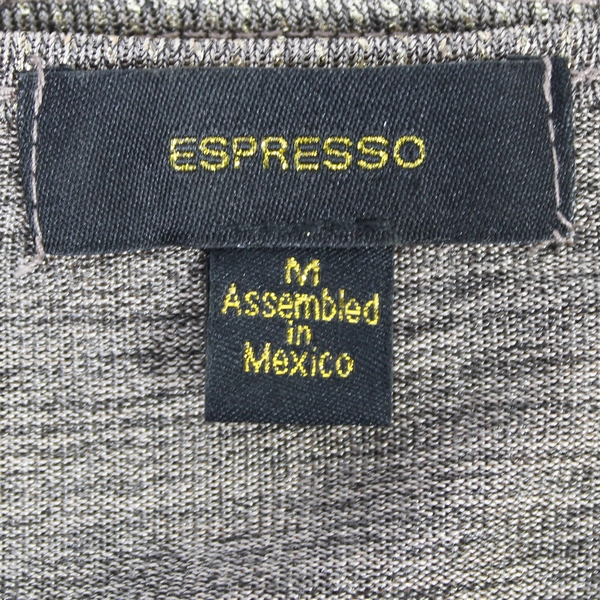 ESPRESSO
M
Assembled
in
Mexico